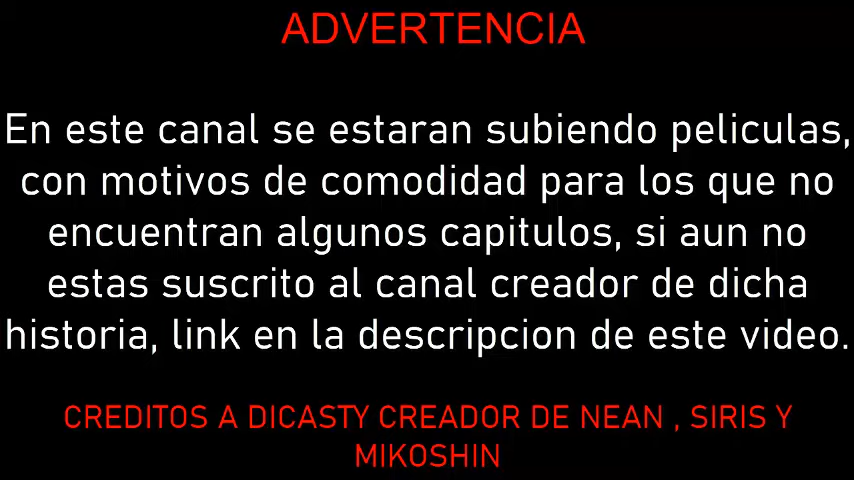 ADVERTENCIA
En este canal se estaran subiendo peliculas,
con motivos de comodidad para los que no
encuentran algunos capitulos, si aun no
estas suscrito al canal creador de dicha
historia, link en la descripcion de este video.
CREDITOS A DICASTY CREADOR DE NEAN , SIRIS Y
MIKOSHIN